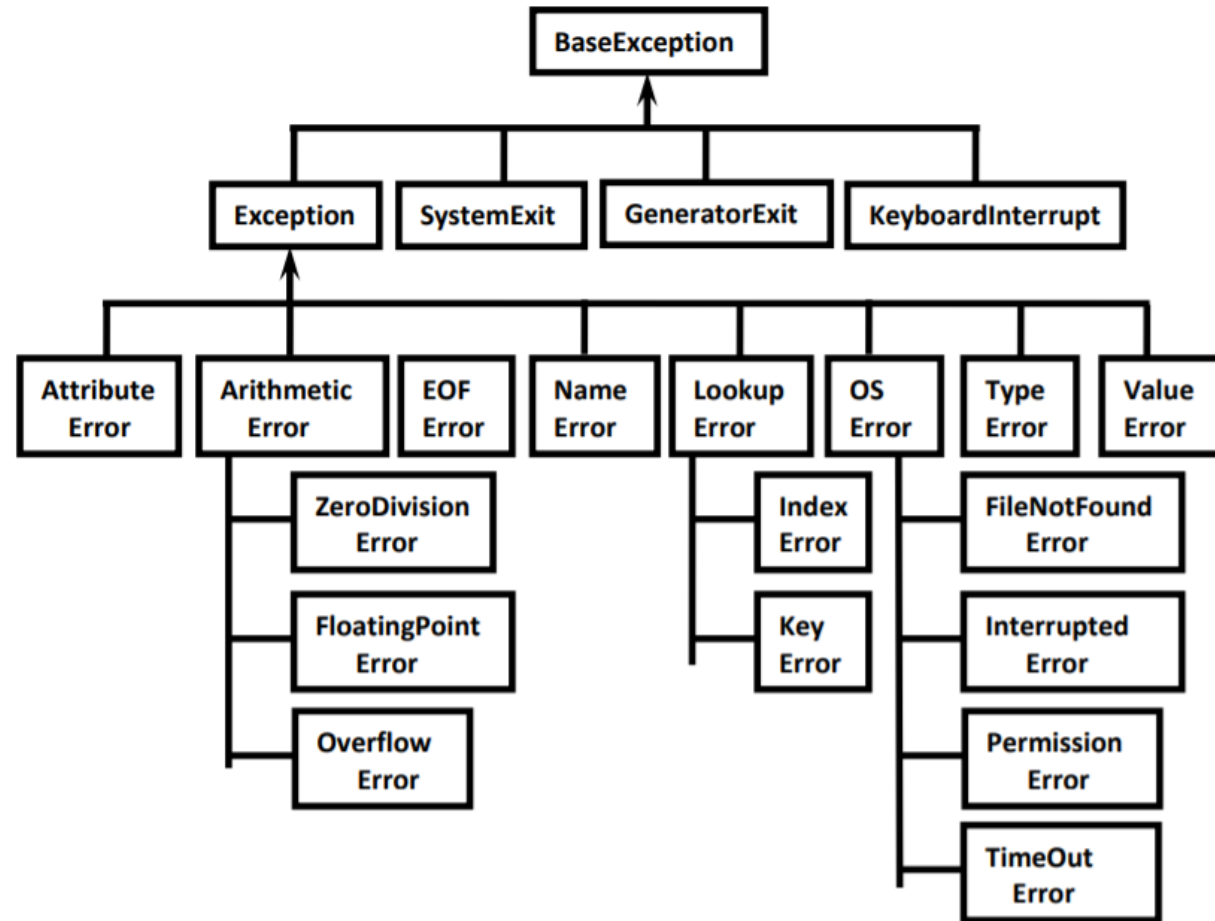 BaseException
Exception
SystemExit
GeneratorExit
KeyboardInterrupt
Attribute
Error
Arithmetic
Error
EOF
Error
Name
Error
Lookup
Error
OS
Error
Type
Error
Value
Error
ZeroDivision
Error
FloatingPoint
Error
Overflow
Error
Index
Error
Key
Error
FileNotFound
Error
Interrupted
Error
Permission
Error
TimeOut
Error